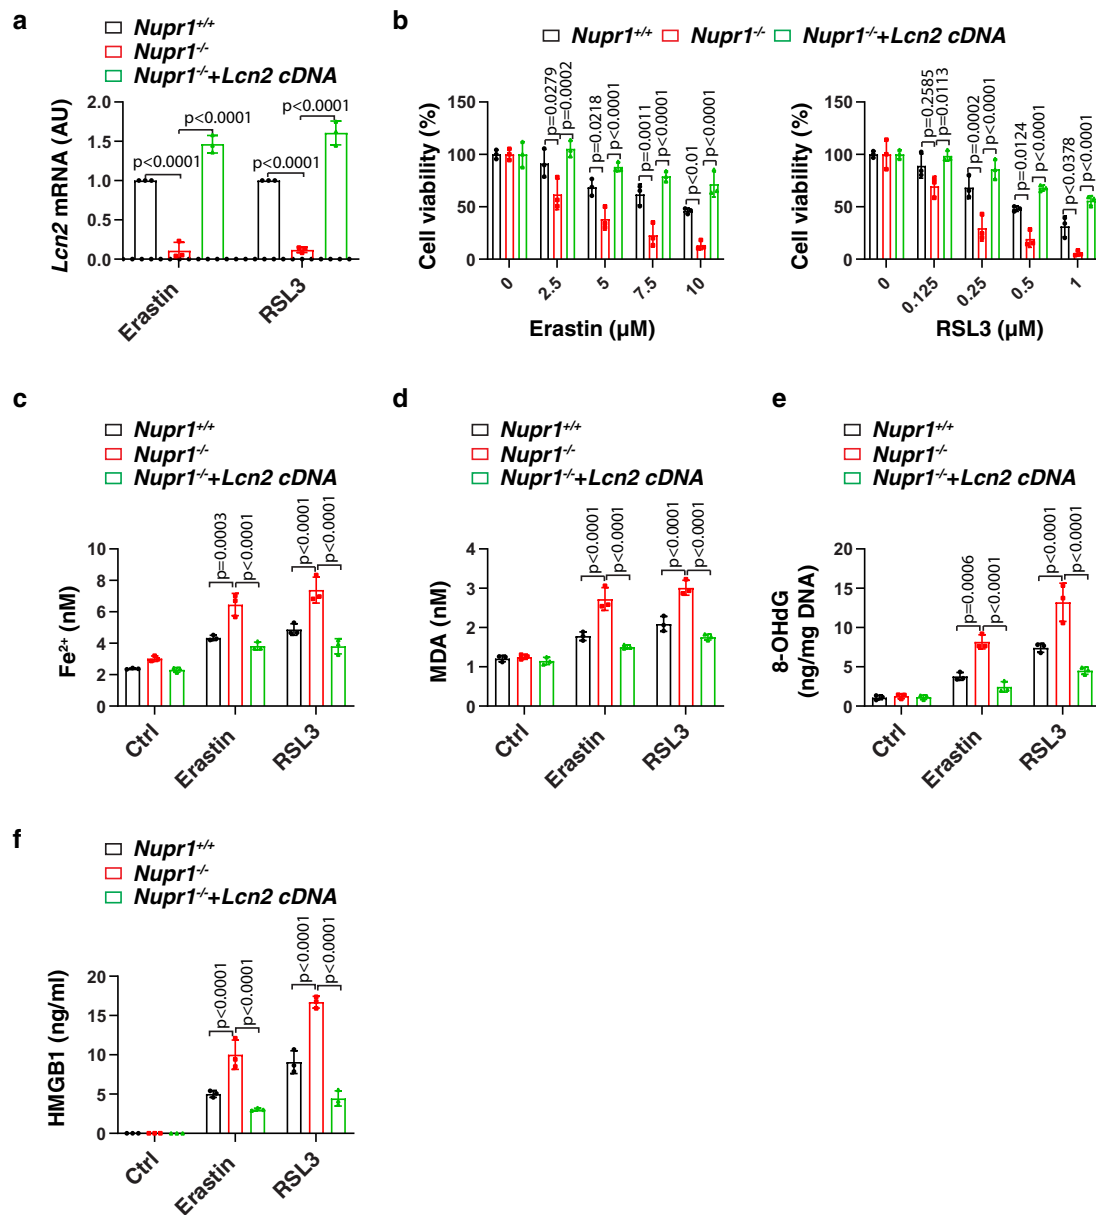 a
Nupr1+/+
Nupr1-/-
Nupr1-/-+Lcn2 cDNA
Lcn2 mRNA (AU)
2.0
1.5
1.0
0.5
0.0
p<0.0001
p<0.0001
p<0.0001
p<0.0001
Erastin
RSL3
b
Nupr1+/+ Nupr1-/- Nupr1-/-+Lcn2 cDNA
Cell viability (%)
150
100
50
0
p=0.0279
p=0.0002
p=0.0218
p<0.0001
p=0.0011
p<0.0001
p<0.01
p<0.0001
0
2.5
5
7.5
10
Erastin (μM)
Cell viability (%)
150
100
50
0
p=0.2585
p=0.0113
p=0.0002
p<0.0001
p=0.0124
p<0.0001
p<0.0378
p<0.0001
0
0.125
0.25
0.5
1
RSL3 (μM)
c
Nupr1+/+
Nupr1-/-
Nupr1-/-+Lcn2 cDNA
Fe2+ (nM)
10
8
6
4
2
0
p=0.0003
p<0.0001
p<0.0001
p<0.0001
Ctrl
Erastin
RSL3
d
Nupr1+/+
Nupr1-/-
Nupr1-/-+Lcn2 cDNA
MDA (nM)
4
3
2
1
0
p<0.0001
p<0.0001
p<0.0001
p<0.0001
Ctrl
Erastin
RSL3
e
Nupr1+/+
Nupr1-/-
Nupr1-/-+Lcn2 cDNA
8-OHdG
(ng/mg DNA)
20
15
10
5
0
p=0.0006
p<0.0001
p<0.0001
p<0.0001
Ctrl
Erastin
RSL3
f
Nupr1+/+
Nupr1-/-
Nupr1-/-+Lcn2 cDNA
HMGB1 (ng/ml)
20
15
10
5
0
p<0.0001
p<0.0001
p<0.0001
p<0.0001
Ctrl
Erastin
RSL3